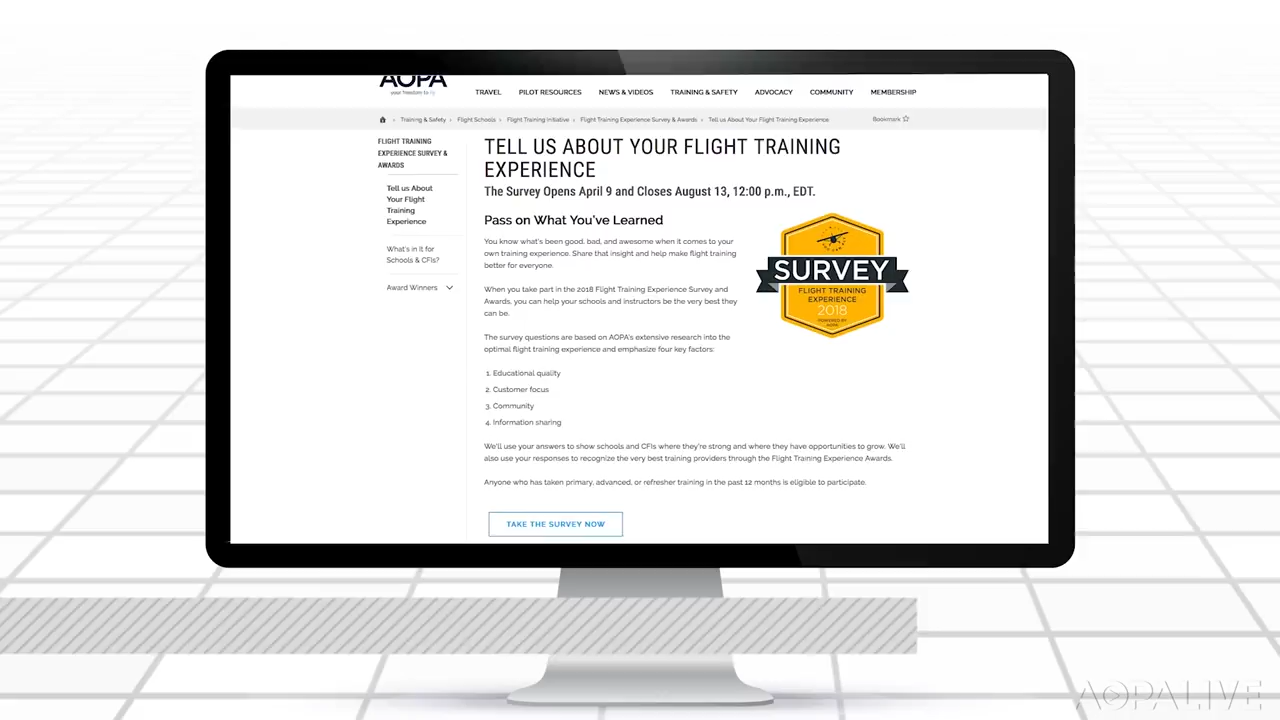 AOPA
your freedom to fly
TRAVEL PILOT RESOURCES NEWS & VIDEOS TRAINING & SAFETY ADVOCACY COMMUNITY MEMBERSHIP
Training & Safety Flight Schools Flight Training Initiative Flight Training Experience Survey & Awards Tell us About Your Flight Training Experience Bookmark
FLIGHT TRAINING
EXPERIENCE SURVEY &
AWARDS
Tell us About
Your Flight
Training
Experience
What's in It for
Schools & CFIs?
Award Winners
TELL US ABOUT YOUR FLIGHT TRAINING
EXPERIENCE
The Survey Opens April 9 and Closes August 13, 12:00 p.m., EDT.
Pass on What You've Learned
You know what's been good, bad, and awesome when it comes to your
own training experience. Share that insight and help make flight training
better for everyone.
When you take part in the 2018 Flight Training Experience Survey and
Awards, you can help your schools and instructors be the very best they
can be.
The survey questions are based on AOPA's extensive research into the
optimal flight training experience and emphasize four key factors:
1. Educational quality
2. Customer focus
3. Community
4. Information sharing
We'll use your answers to show schools and CFIs where they're strong and where they have opportunities to grow. We'll
also use your responses to recognize the very best training providers through the Flight Training Experience Awards.
Anyone who has taken primary, advanced, or refresher training in the past 12 months is eligible to participate.
TAKE THE SURVEY NOW
SURVEY
FLIGHT TRAINING
EXPERIENCE
2018
POWERED BY
AOPA
AOPA LIVE